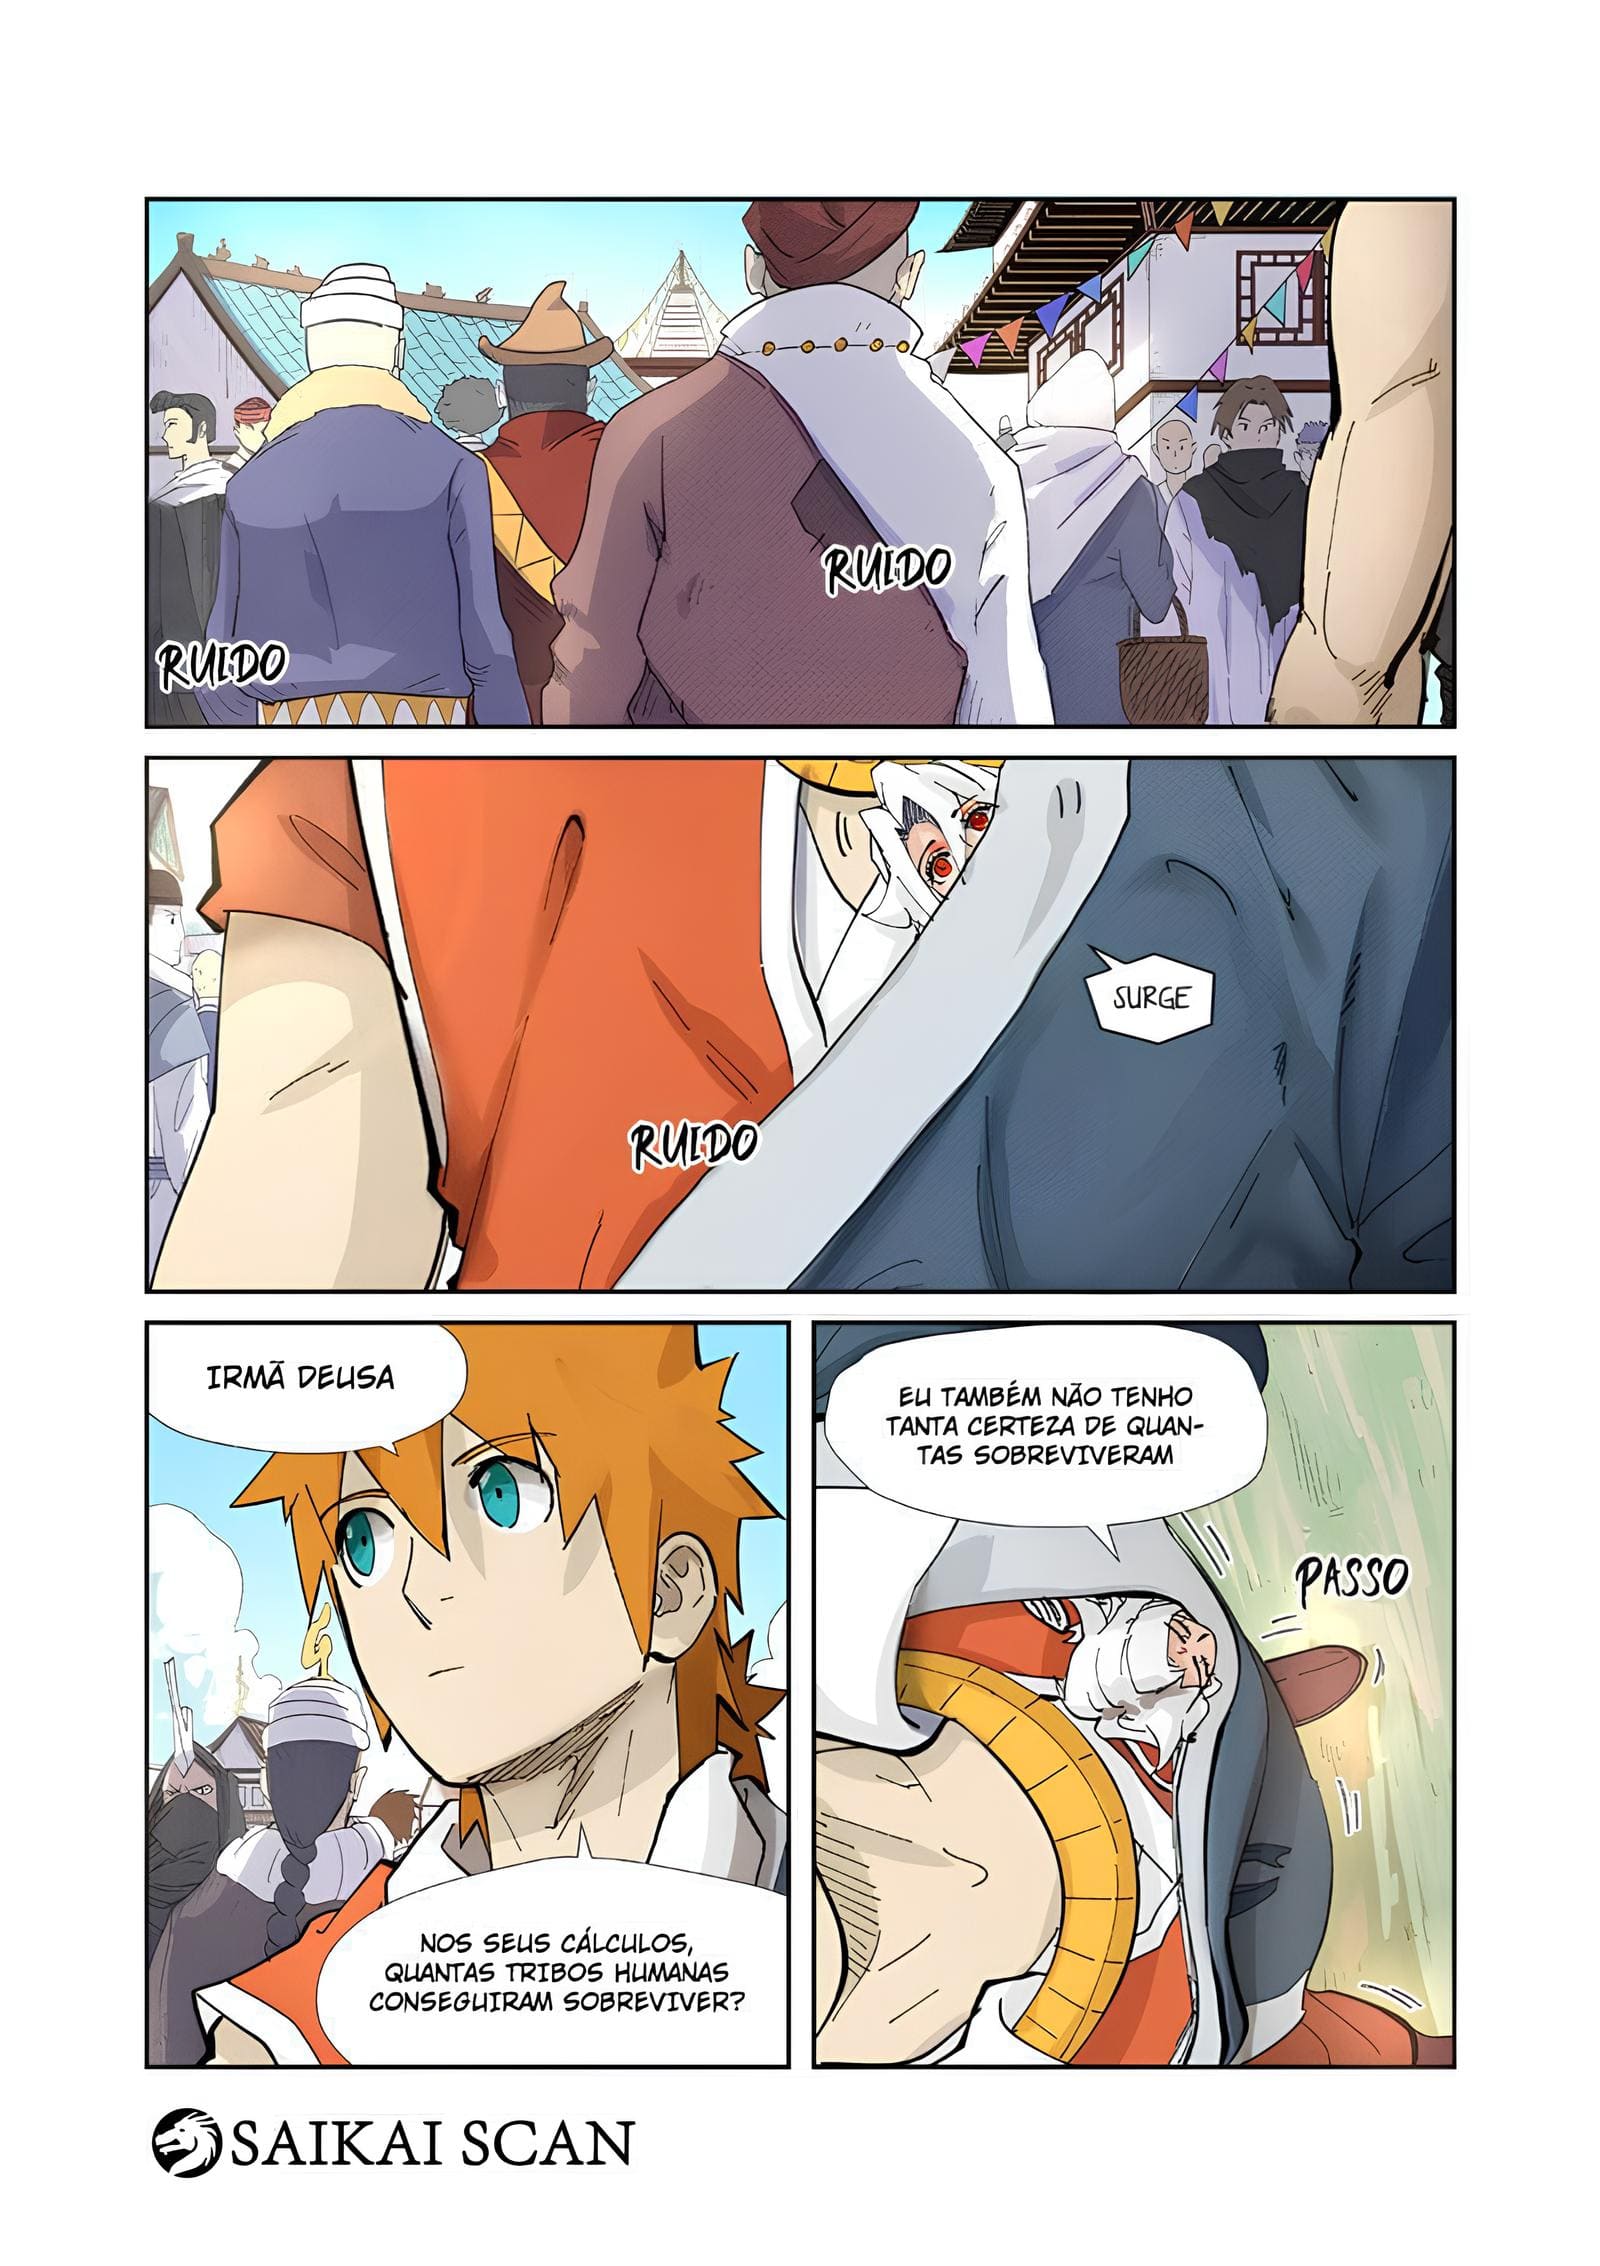 RUIDO
RUIDO
SURGE
RUIDO
IRMÃ DEUSA
NOS SEUS CÁLCULOS,
QUANTAS TRIBOS HUMANAS
CONSEGUIRAM SOBREVIVER?
EU TAMBÉM NÃO TENHO
TANTA CERTEZA DE QUAN-
TAS SOBREVIVERAM
PASSO
SAIKAI SCAN